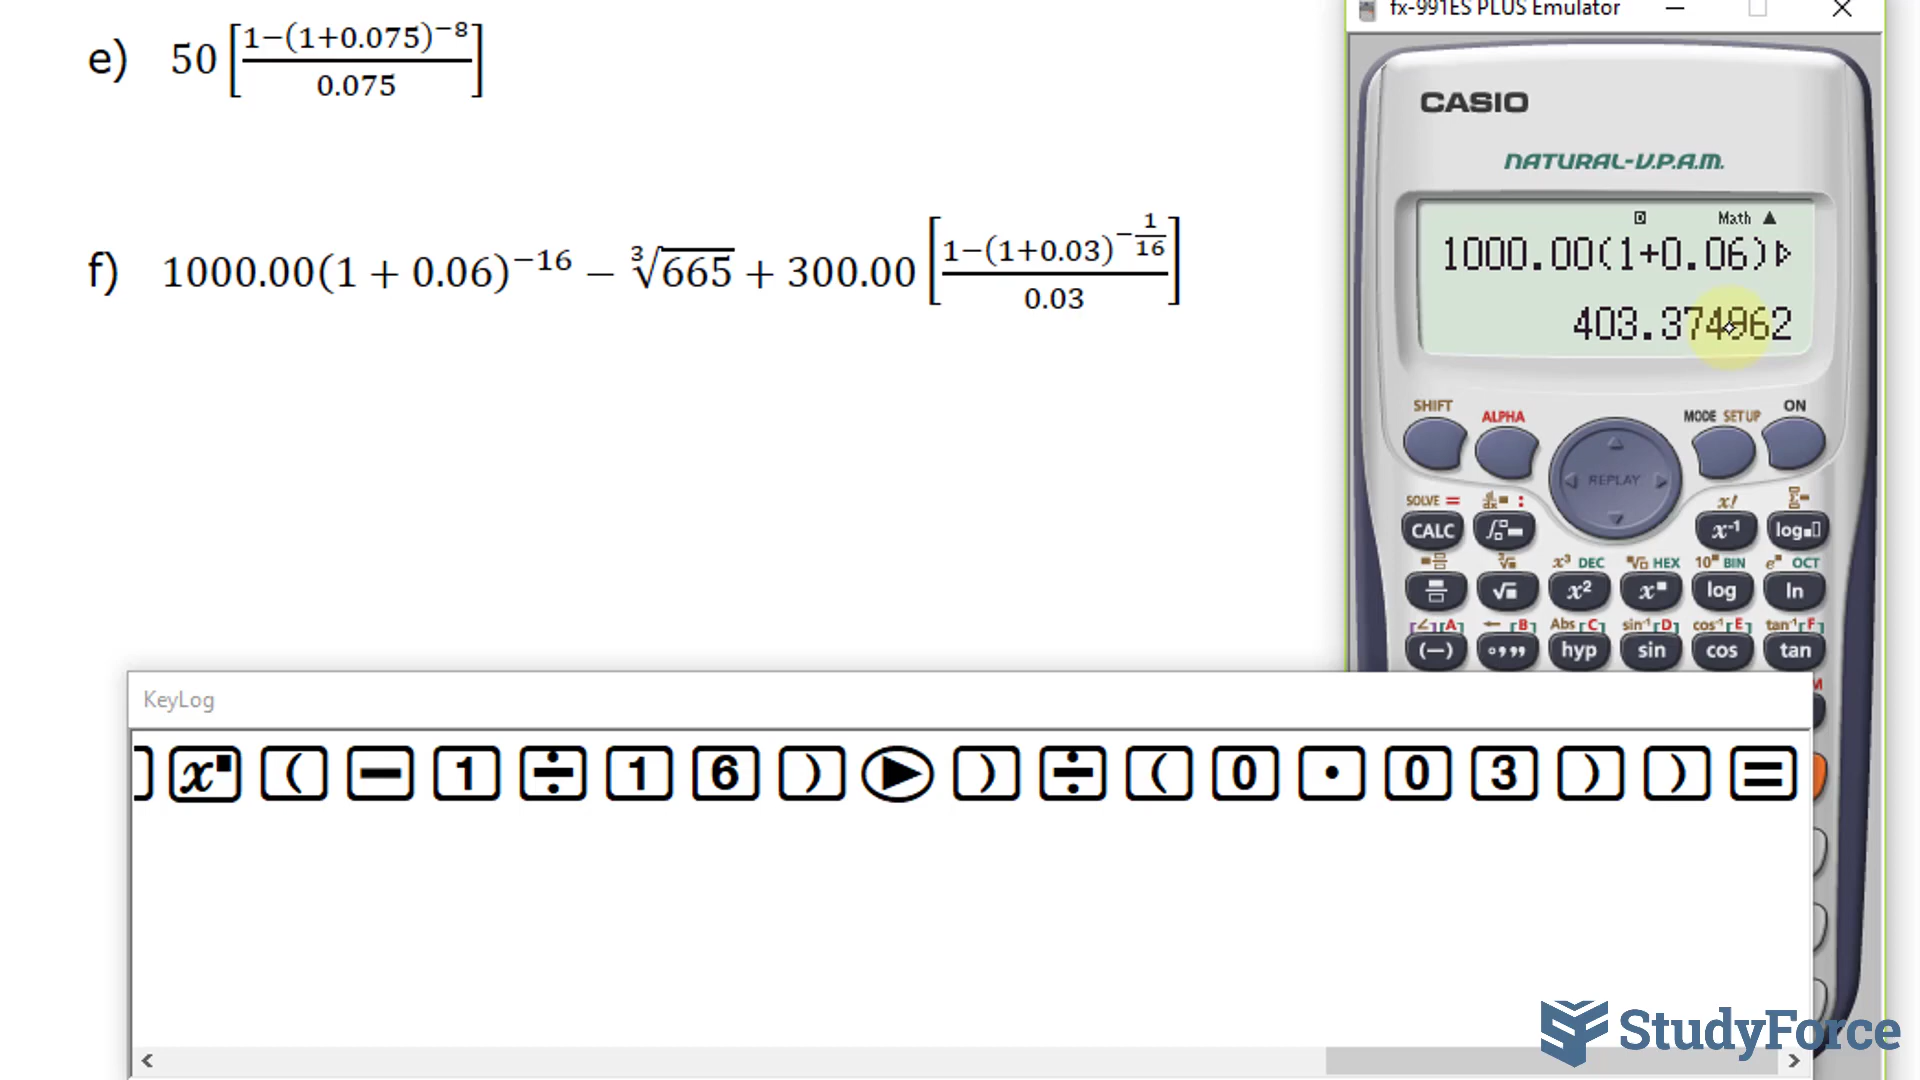 fx-991ES PLUS Emulator
e) 50 [ 1−(1+0.075)⁻⁸ / 0.075 ]
CASIO
NATURAL-V.P.A.M.
D Math ▲
1000.00(1+0.06)▷
403.374962
f) 1000.00(1 + 0.06)⁻¹⁶ − ∛665 + 300.00 [ 1−(1+0.03)^(−1/16) / 0.03 ]
SHIFT ALPHA MODE SETUP ON
REPLAY
SOLVE = d/dx = : x! Σ=
CALC ∫ x⁻¹ log
³√ x³ DEC √ HEX 10 BIN e OCT
√ x² x log ln
∠ A ← B Abs C sin⁻¹ D cos⁻¹ E tan⁻¹ F
(−) °,,, hyp sin cos tan
M
KeyLog
) x■ ( − 1 ÷ 1 6 ) ▶ ) ÷ ( 0 · 0 3 ) ) =
StudyForce